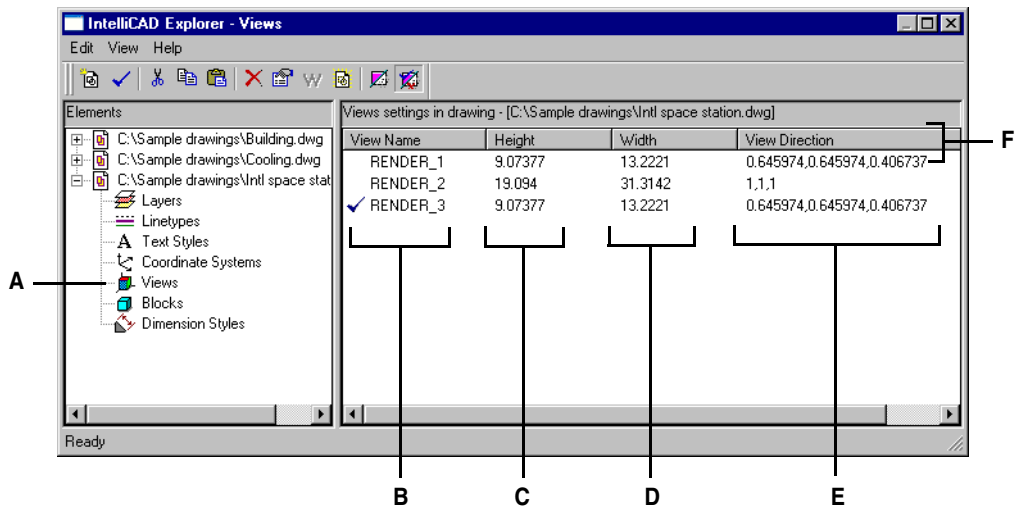 IntelliCAD Explorer - Views
Edit View Help
Elements
C:\Sample drawings\Building.dwg
C:\Sample drawings\Cooling.dwg
C:\Sample drawings\Intl space stat
Layers
Linetypes
Text Styles
Coordinate Systems
Views
Blocks
Dimension Styles
Views settings in drawing - [C:\Sample drawings\Intl space station.dwg]
View Name Height Width View Direction
RENDER_1 9.07377 13.2221 0.645974,0.645974,0.406737
RENDER_2 19.094 31.3142 1,1,1
RENDER_3 9.07377 13.2221 0.645974,0.645974,0.406737
Ready
A
B
C
D
E
F